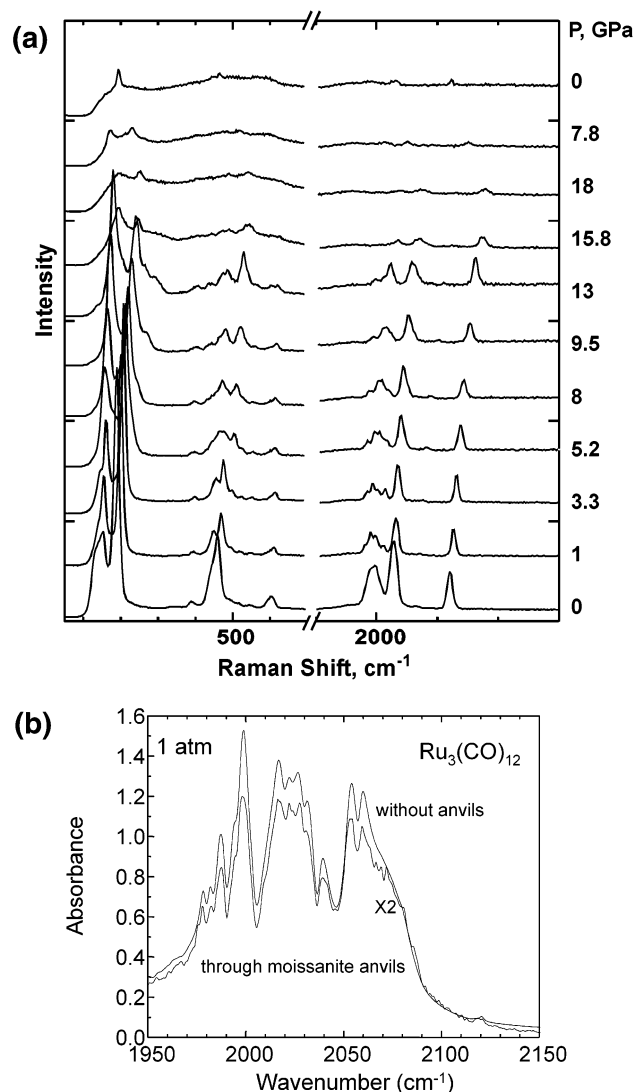 (a)
P, GPa
0
7.8
18
15.8
13
9.5
8
5.2
3.3
1
0
Intensity
500
2000
Raman Shift, cm-1
(b)
1.6
1.4
1.2
1.0
0.8
0.6
0.4
0.2
0.0
1 atm
Ru3(CO)12
without anvils
X2
through moissanite anvils
Absorbance
1950
2000
2050
2100
2150
Wavenumber (cm-1)